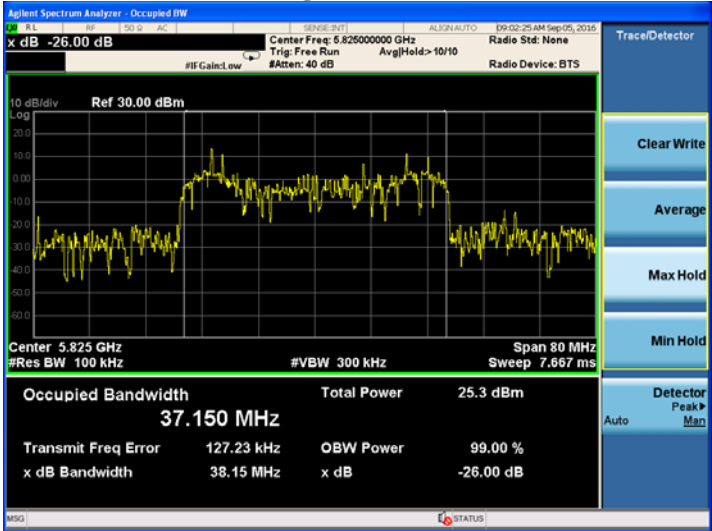 Agilent Spectrum Analyzer - Occupied BW
RL RF 50 Ω AC SENSE:INT ALIGN AUTO 09:02:25 AM Sep 05, 2016
x dB -26.00 dB Center Freq: 5.825000000 GHz Radio Std: None
Trig: Free Run Avg|Hold:> 10/10
#IFGain:Low #Atten: 40 dB Radio Device: BTS
Trace/Detector
10 dB/div Ref 30.00 dBm
Log
20.0
10.0
0.00
-10.0
-20.0
-30.0
-40.0
-50.0
-60.0
Center 5.825 GHz Span 80 MHz
#Res BW 100 kHz #VBW 300 kHz Sweep 7.667 ms
Occupied Bandwidth Total Power 25.3 dBm
37.150 MHz
Transmit Freq Error 127.23 kHz OBW Power 99.00 %
x dB Bandwidth 38.15 MHz x dB -26.00 dB
Clear Write
Average
Max Hold
Min Hold
Detector
Peak▶
Auto Man
MSG STATUS